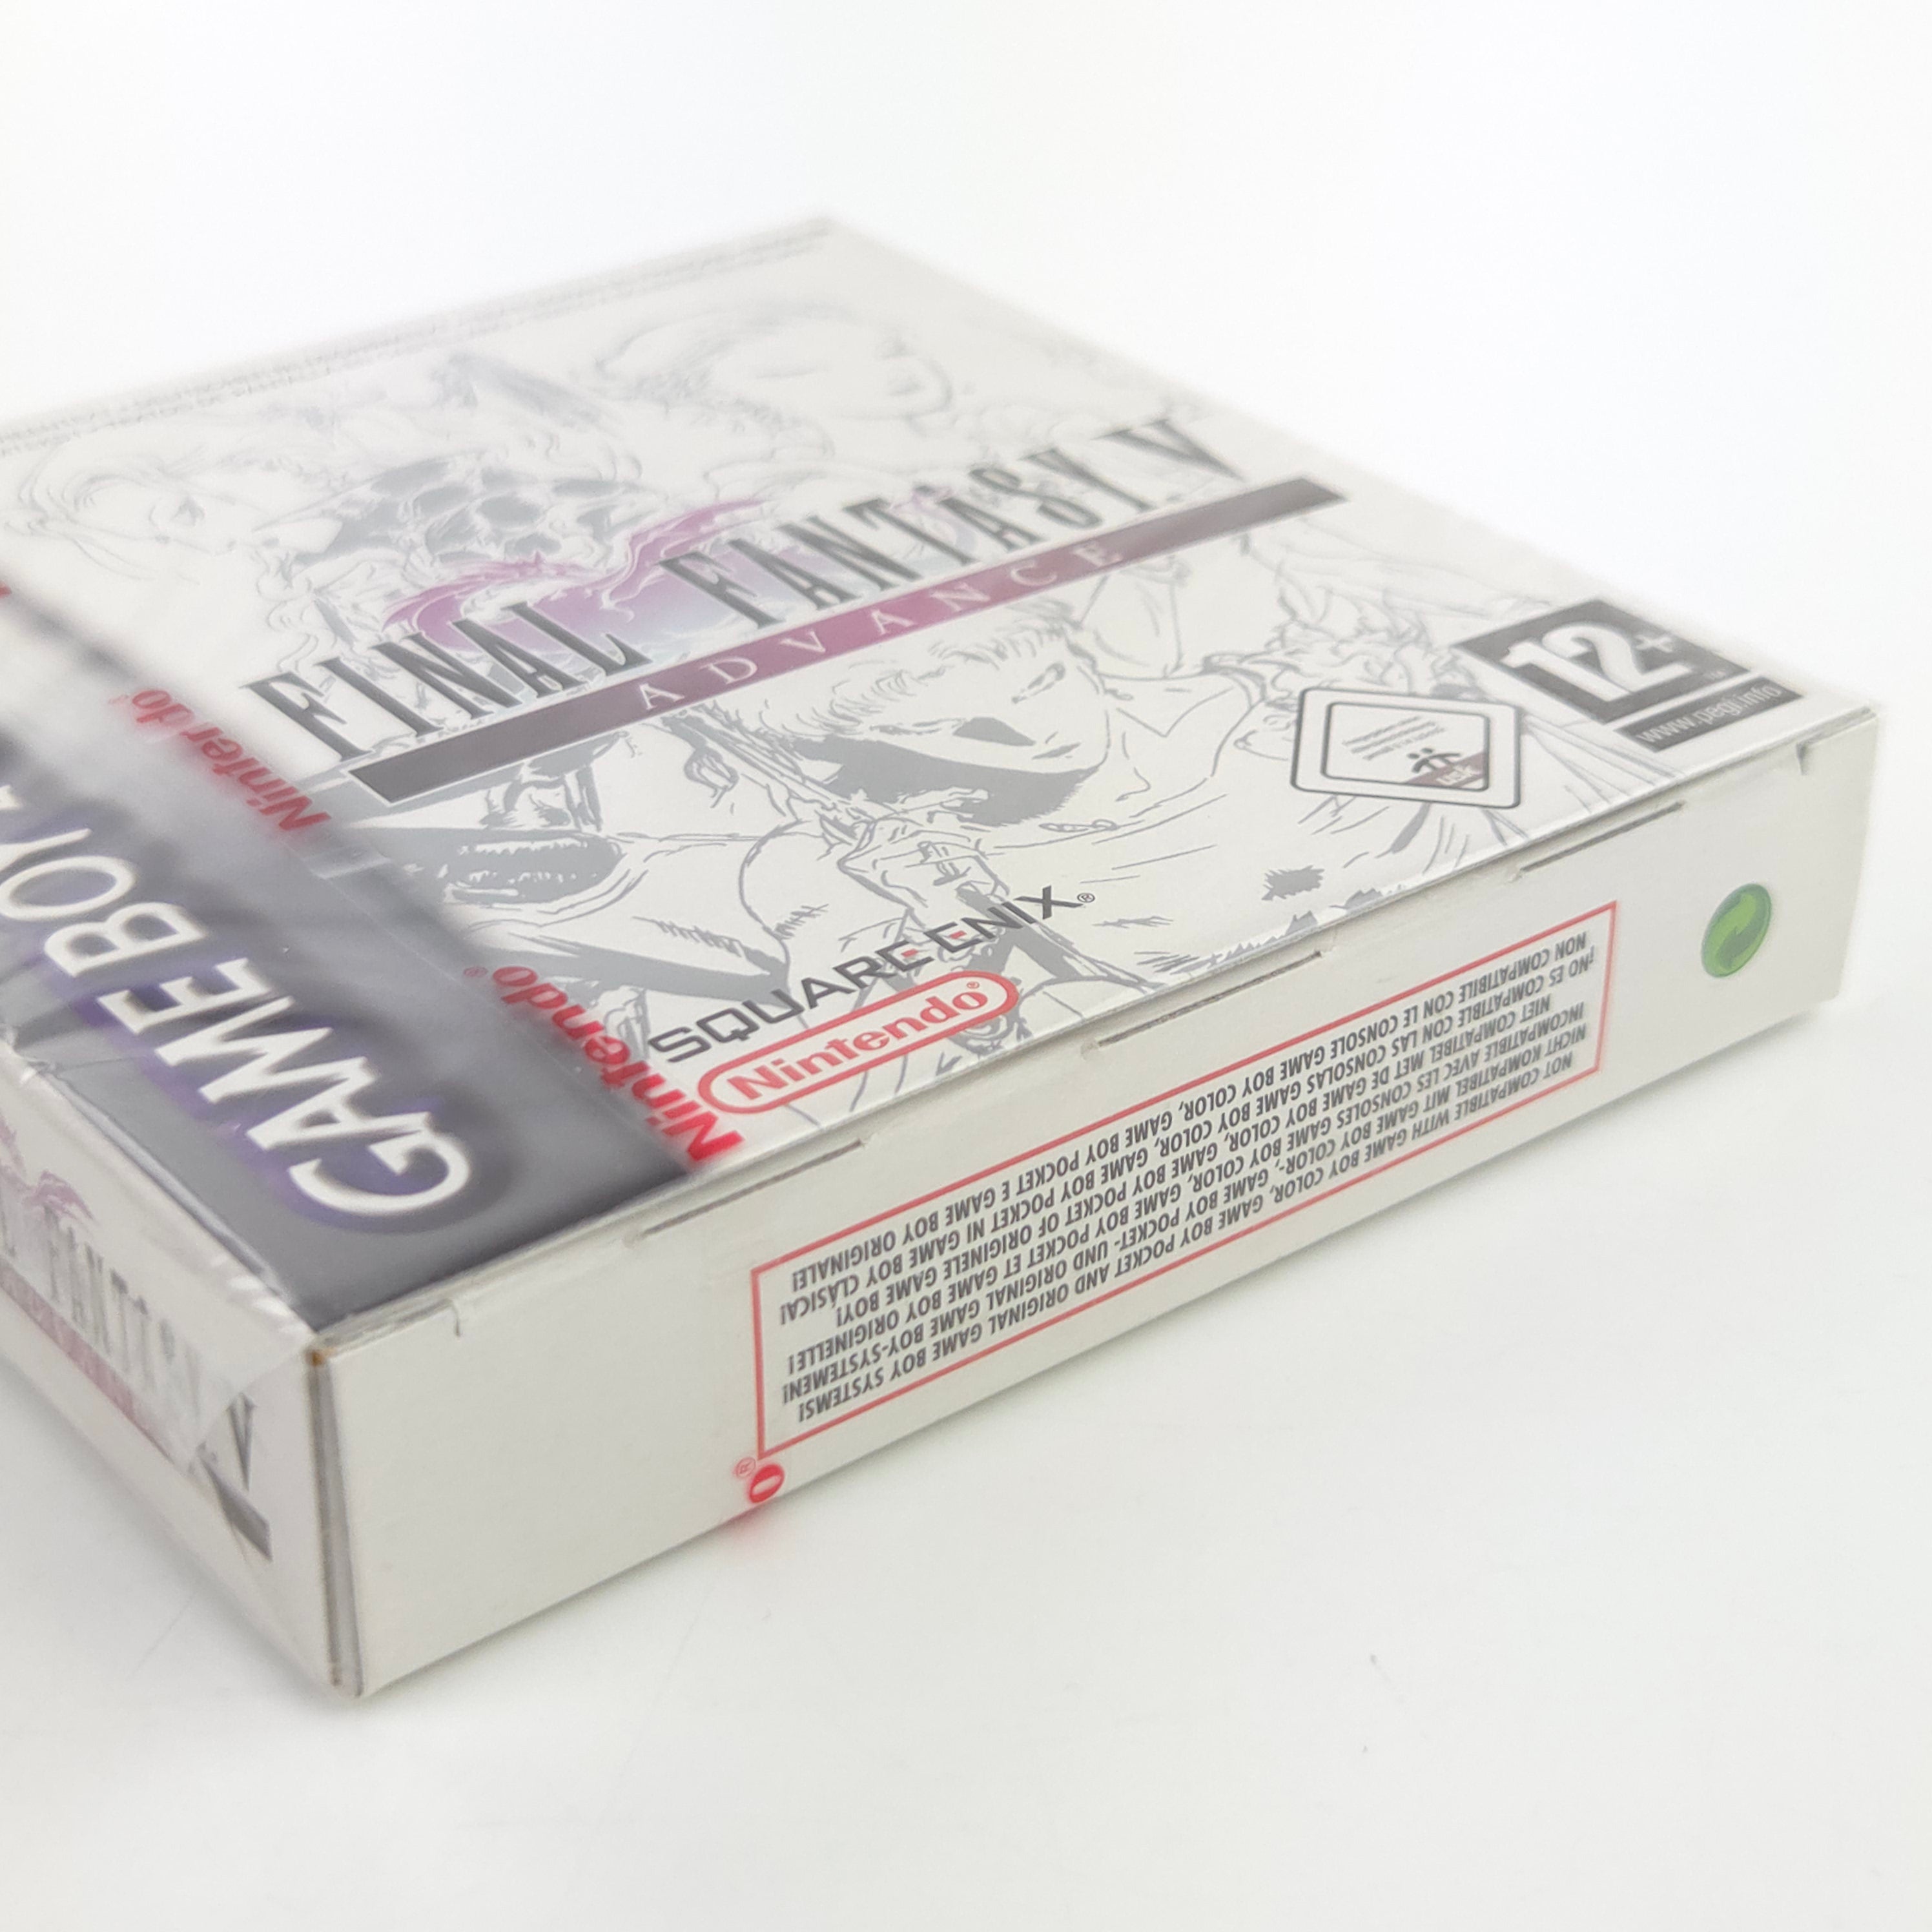 FINAL FANTASY V
ADVANCE
12+
™
www.pegi.info
usk
Nintendo
GAME BOY
Nintendo®
SQUARE ENIX®
Nintendo®
NOT COMPATIBLE WITH GAME BOY COLOR, GAME BOY POCKET AND ORIGINAL GAME BOY SYSTEMS!
NICHT KOMPATIBEL MIT GAME BOY COLOR-, GAME BOY POCKET- UND ORIGINAL GAME BOY-SYSTEMEN!
INCOMPATIBLE AVEC LES CONSOLES GAME BOY COLOR, GAME BOY POCKET ET GAME BOY ORIGINELLE!
NIET COMPATIBEL MET DE GAME BOY COLOR, GAME BOY POCKET OF ORIGINELE GAME BOY!
¡NO ES COMPATIBLE CON LAS CONSOLAS GAME BOY COLOR, GAME BOY POCKET NI GAME BOY CLÁSICA!
NON COMPATIBILE CON LE CONSOLE GAME BOY COLOR, GAME BOY POCKET E GAME BOY ORIGINALE!
FANTASY V